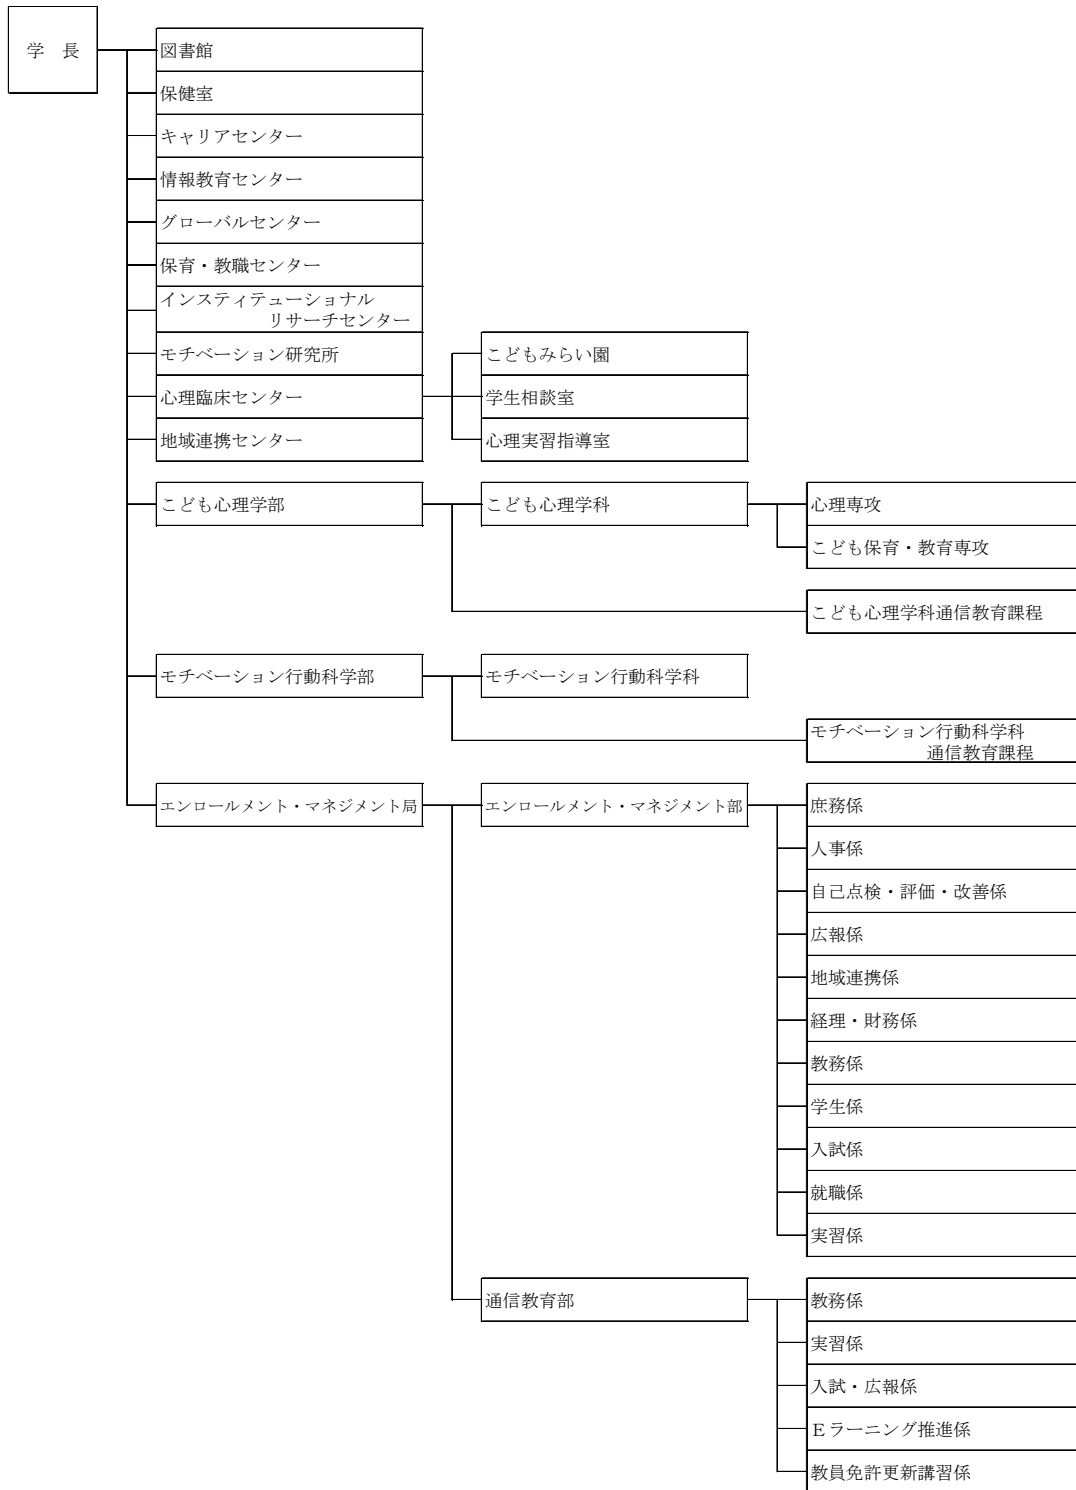 学　長
図書館
保健室
キャリアセンター
情報教育センター
グローバルセンター
保育・教職センター
インスティテューショナル
リサーチセンター
モチベーション研究所
心理臨床センター
地域連携センター
こどもみらい園
学生相談室
心理実習指導室
こども心理学部
こども心理学科
心理専攻
こども保育・教育専攻
こども心理学科通信教育課程
モチベーション行動科学部
モチベーション行動科学科
モチベーション行動科学科
通信教育課程
エンロールメント・マネジメント局
エンロールメント・マネジメント部
庶務係
人事係
自己点検・評価・改善係
広報係
地域連携係
経理・財務係
教務係
学生係
入試係
就職係
実習係
通信教育部
教務係
実習係
入試・広報係
Ｅラーニング推進係
教員免許更新講習係